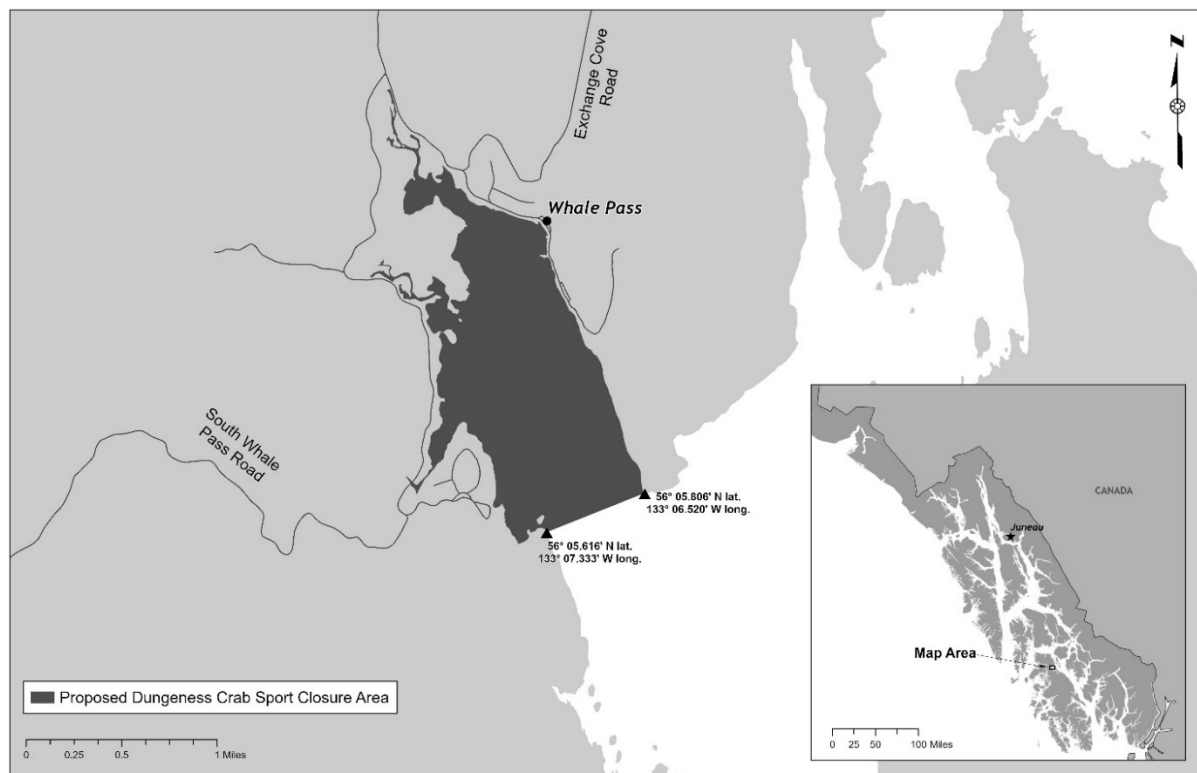 Exchange Cove
Road
Z
Whale Pass
South Whale
Pass Road
56° 05.806' N lat.
133° 06.520' W long.
56° 05.616' N lat.
133° 07.333' W long.
CANADA
Juneau
Map Area
0 25 50 100 Miles
Proposed Dungeness Crab Sport Closure Area
0 0.25 0.5 1 Miles